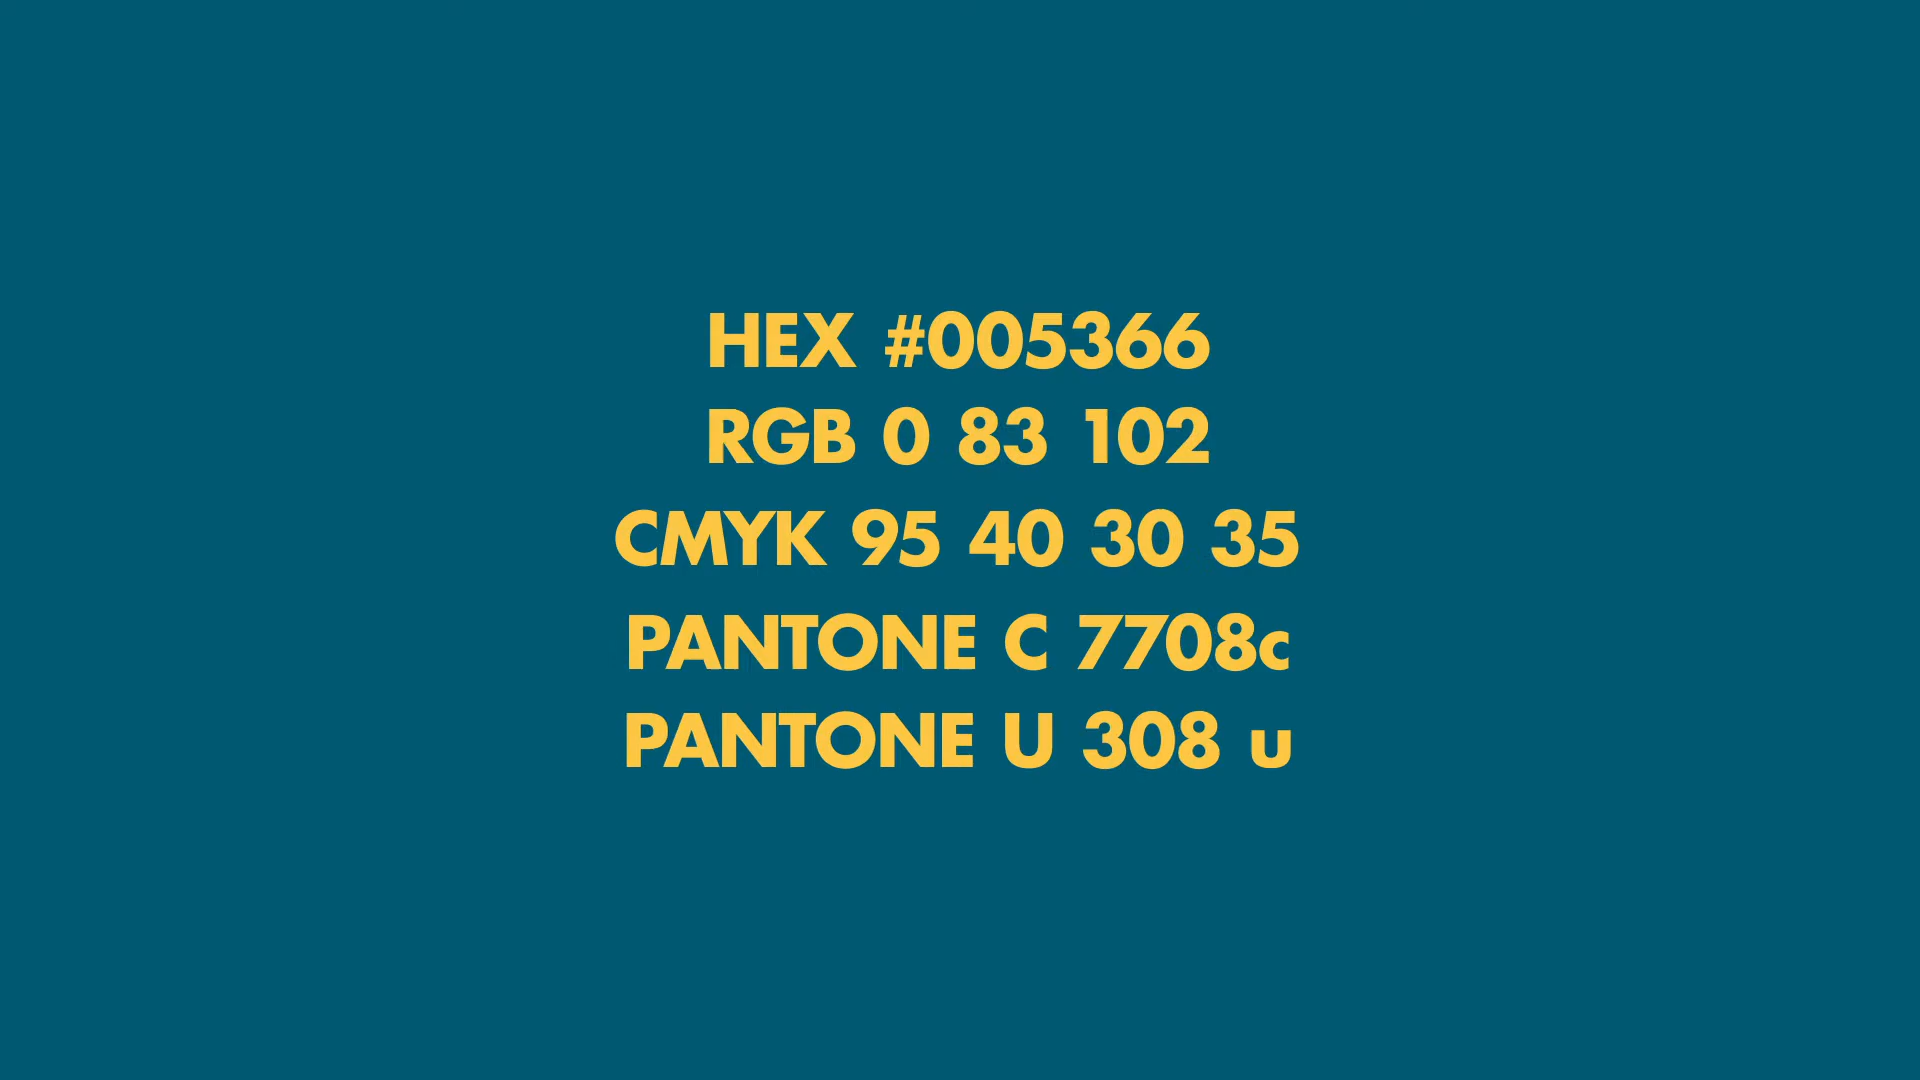 HEX #005366
RGB 0 83 102
CMYK 95 40 30 35
PANTONE C 7708c
PANTONE U 308 u